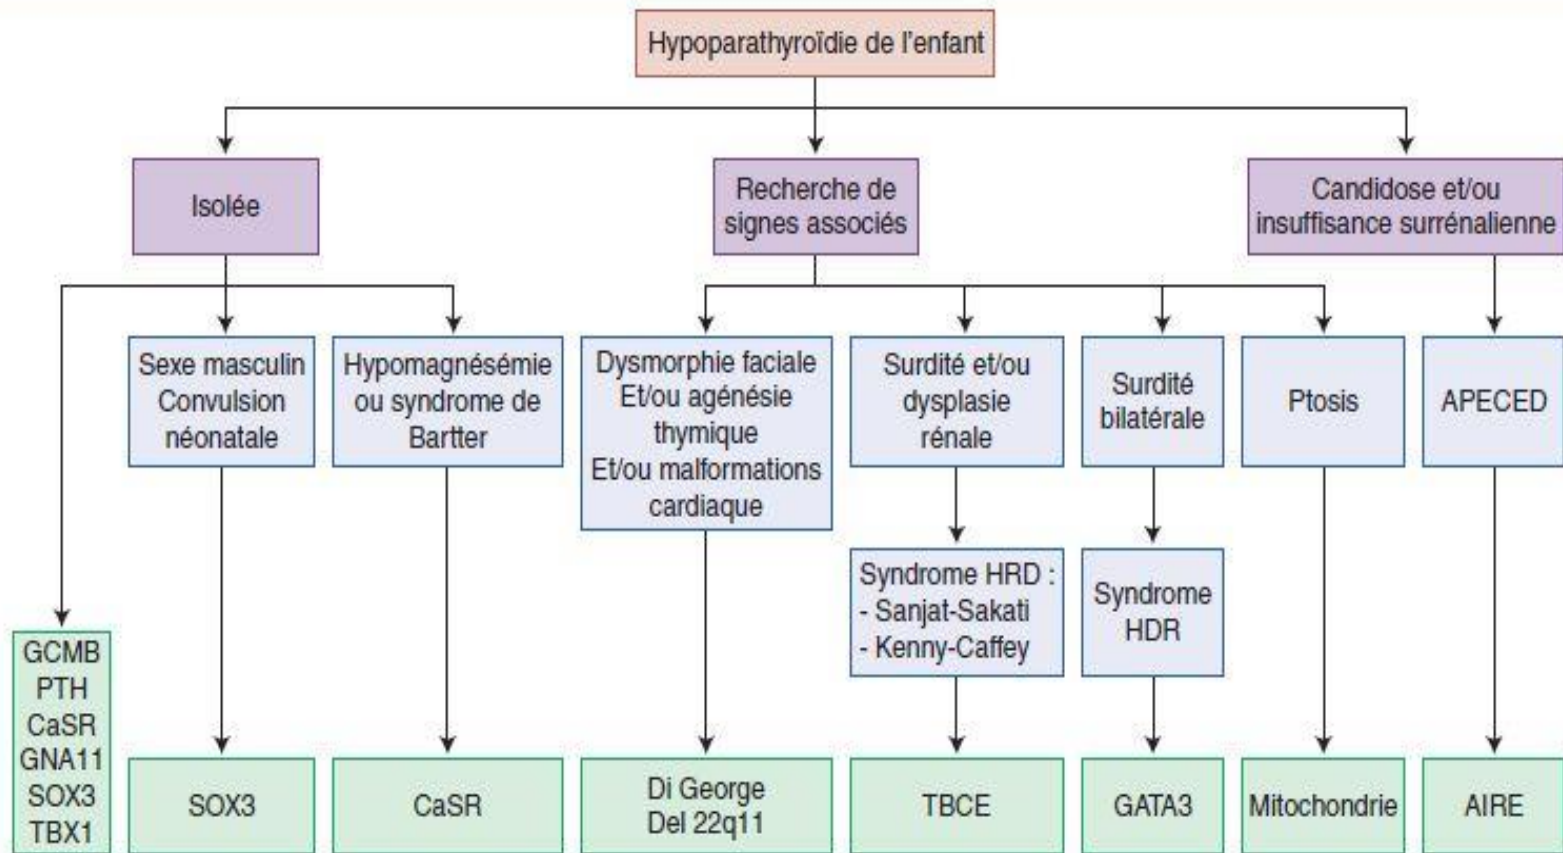 Hypoparathyroïdie de l'enfant
Isolée
Recherche de
signes associés
Candidose et/ou
insuffisance surrénalienne
Sexe masculin
Convulsion
néonatale
Hypomagnésémie
ou syndrome de
Bartter
Dysmorphie faciale
Et/ou agénésie
thymique
Et/ou malformations
cardiaque
Surdité et/ou
dysplasie
rénale
Surdité
bilatérale
Ptosis
APECED
Syndrome HRD :
- Sanjat-Sakati
- Kenny-Caffey
Syndrome
HDR
GCMB
PTH
CaSR
GNA11
SOX3
TBX1
SOX3
CaSR
Di George
Del 22q11
TBCE
GATA3
Mitochondrie
AIRE